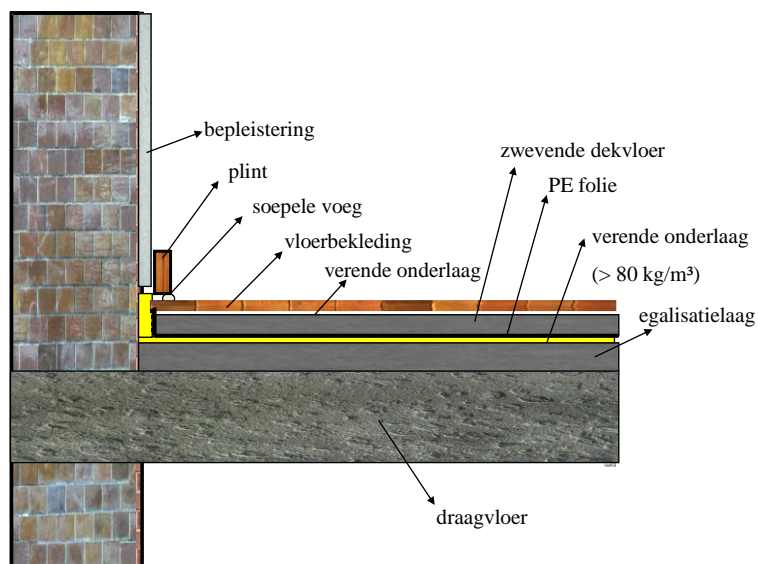 bepleistering
zwevende dekvloer
plint
PE folie
soepele voeg
vloerbekleding
verende onderlaag
verende onderlaag
(> 80 kg/m³)
egalisatielaag
draagvloer